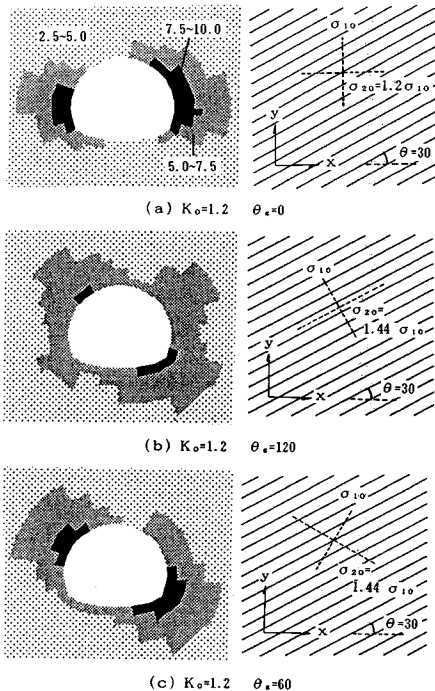 2.5~5.0
7.5~10.0
5.0~7.5
σ₁₀
σ₂₀=1.2σ₁₀
y
x
θ=30
(a) K₀=1.2 θₛ=0
σ₁₀
σ₂₀=
1.44 σ₁₀
y
x
θ=30
(b) K₀=1.2 θₛ=120
σ₁₀
σ₂₀=
1.44 σ₁₀
y
x
θ=30
(c) K₀=1.2 θₛ=60